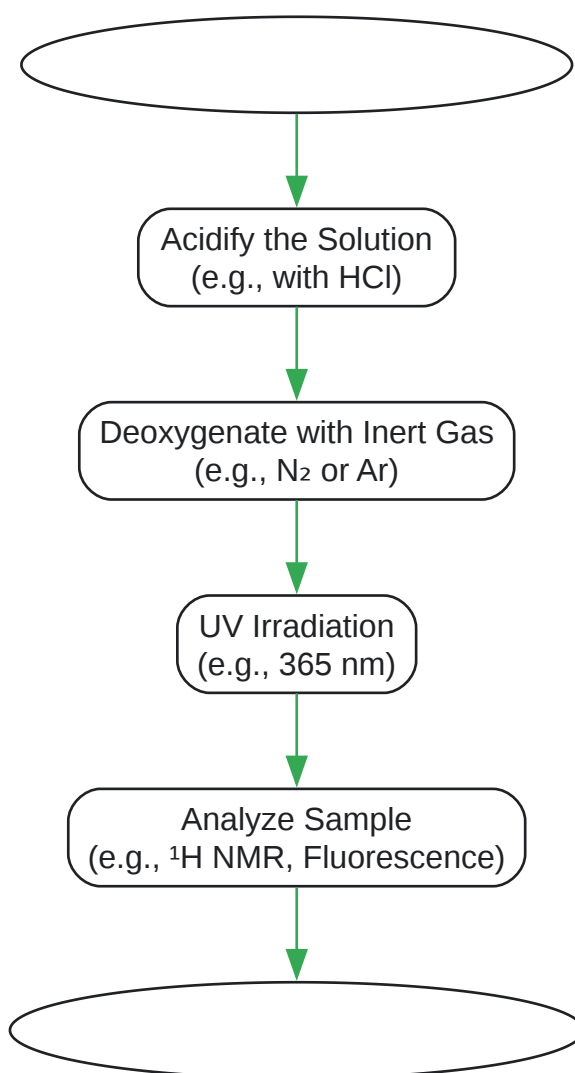 Acidify the Solution
(e.g., with HCl)
Deoxygenate with Inert Gas
(e.g., N₂ or Ar)
UV Irradiation
(e.g., 365 nm)
Analyze Sample
(e.g., ¹H NMR, Fluorescence)